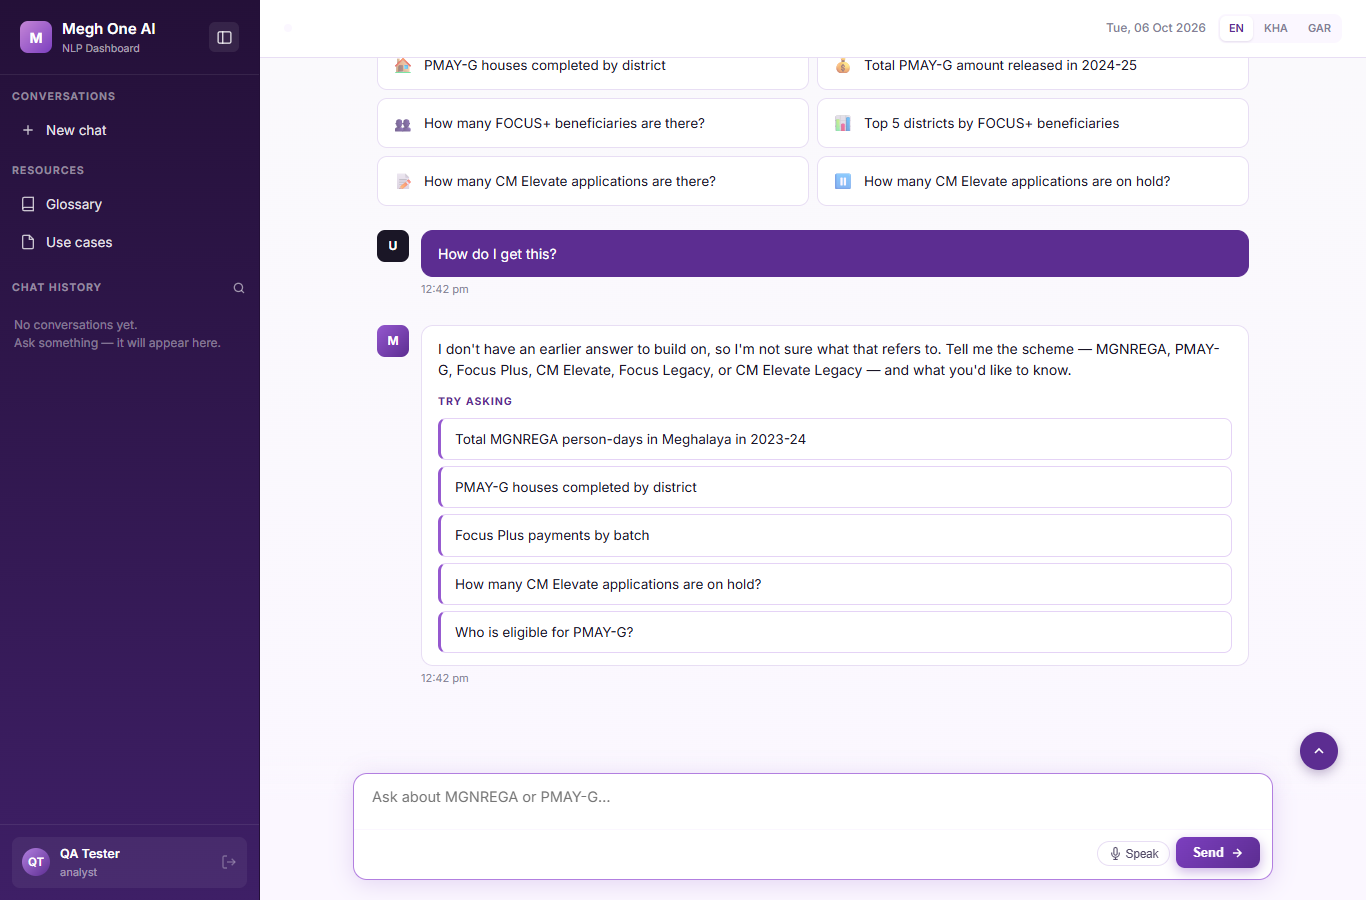 M
Megh One AI
NLP Dashboard
CONVERSATIONS
New chat
RESOURCES
Glossary
Use cases
CHAT HISTORY
No conversations yet.
Ask something — it will appear here.
QT
QA Tester
analyst
Tue, 06 Oct 2026
EN KHA GAR
PMAY-G houses completed by district
Total PMAY-G amount released in 2024-25
How many FOCUS+ beneficiaries are there?
Top 5 districts by FOCUS+ beneficiaries
How many CM Elevate applications are there?
How many CM Elevate applications are on hold?
U
How do I get this?
12:42 pm
M
I don't have an earlier answer to build on, so I'm not sure what that refers to. Tell me the scheme — MGNREGA, PMAY-
G, Focus Plus, CM Elevate, Focus Legacy, or CM Elevate Legacy — and what you'd like to know.
TRY ASKING
Total MGNREGA person-days in Meghalaya in 2023-24
PMAY-G houses completed by district
Focus Plus payments by batch
How many CM Elevate applications are on hold?
Who is eligible for PMAY-G?
12:42 pm
Ask about MGNREGA or PMAY-G...
Speak
Send